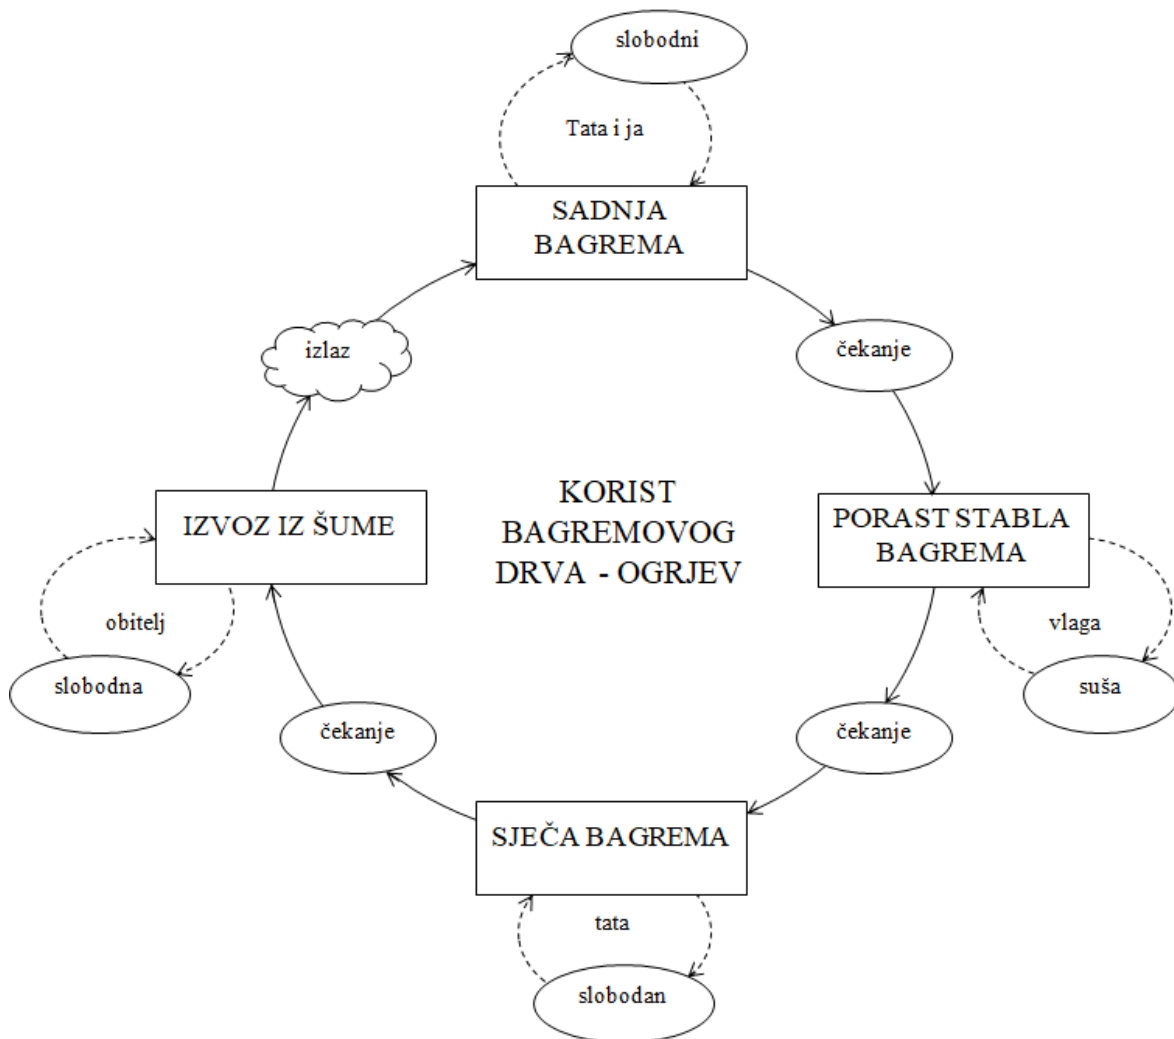 slobodni
Tata i ja
SADNJA
BAGREMA
izlaz
čekanje
KORIST
BAGREMOVOG
DRVA - OGRJEV
IZVOZ IZ ŠUME
PORAST STABLA
BAGREMA
obitelj
vlaga
slobodna
suša
čekanje
čekanje
SJEČA BAGREMA
tata
slobodan